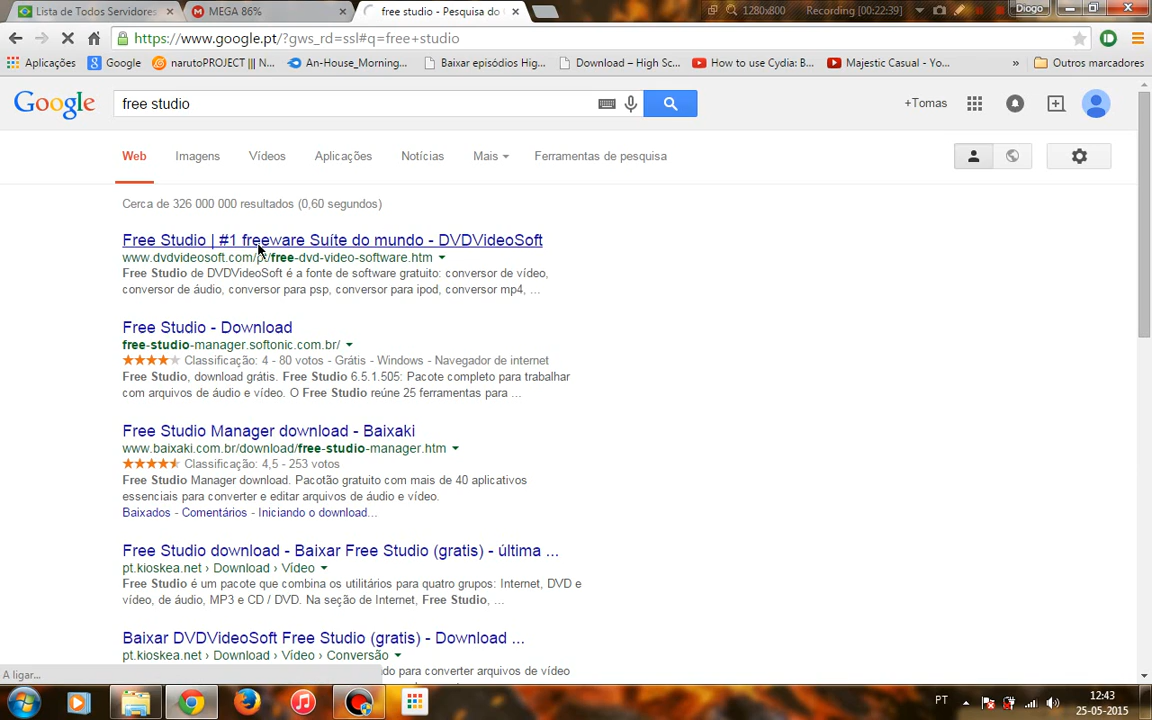 Lista de Todos Servidores
MEGA 86%
free studio - Pesquisa do
1280x800
Recording [00:22:39]
Diogo
https://www.google.pt/?gws_rd=ssl#q=free+studio
Aplicações
Google
narutoPROJECT ||| N...
An-House_Morning...
Baixar episódios Hig...
Download – High Sc...
How to use Cydia: B...
Majestic Casual - Yo...
»
Outros marcadores
Google
free studio
+Tomas
Web
Imagens
Vídeos
Aplicações
Notícias
Mais
Ferramentas de pesquisa
Cerca de 326 000 000 resultados (0,60 segundos)
Free Studio | #1 freeware Suíte do mundo - DVDVideoSoft
www.dvdvideosoft.com/pt/free-dvd-video-software.htm
Free Studio de DVDVideoSoft é a fonte de software gratuito: conversor de vídeo,
conversor de áudio, conversor para psp, conversor para ipod, conversor mp4, ...
Free Studio - Download
free-studio-manager.softonic.com.br/
Classificação: 4 - 80 votos - Grátis - Windows - Navegador de internet
Free Studio, download grátis. Free Studio 6.5.1.505: Pacote completo para trabalhar
com arquivos de áudio e vídeo. O Free Studio reúne 25 ferramentas para ...
Free Studio Manager download - Baixaki
www.baixaki.com.br/download/free-studio-manager.htm
Classificação: 4,5 - 253 votos
Free Studio Manager download. Pacotão gratuito com mais de 40 aplicativos
essenciais para converter e editar arquivos de áudio e vídeo.
Baixados - Comentários - Iniciando o download...
Free Studio download - Baixar Free Studio (gratis) - última ...
pt.kioskea.net › Download › Video
Free Studio é um pacote que combina os utilitários para quatro grupos: Internet, DVD e
vídeo, de áudio, MP3 e CD / DVD. Na seção de Internet, Free Studio, ...
Baixar DVDVideoSoft Free Studio (gratis) - Download ...
pt.kioskea.net › Download › Video › Conversão
do para converter arquivos de vídeo
A ligar...
PT
12:43
25-05-2015